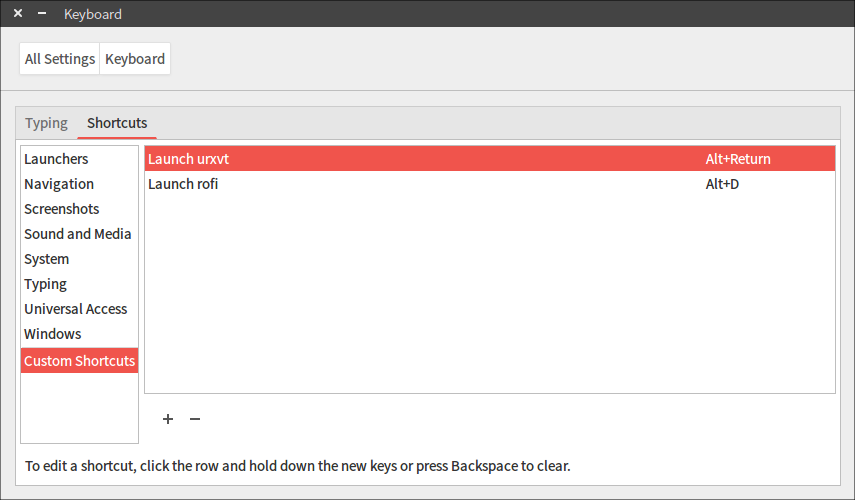 Keyboard
All Settings Keyboard
Typing Shortcuts
Launchers
Navigation
Screenshots
Sound and Media
System
Typing
Universal Access
Windows
Custom Shortcuts
Launch urxvt Alt+Return
Launch rofi Alt+D
To edit a shortcut, click the row and hold down the new keys or press Backspace to clear.